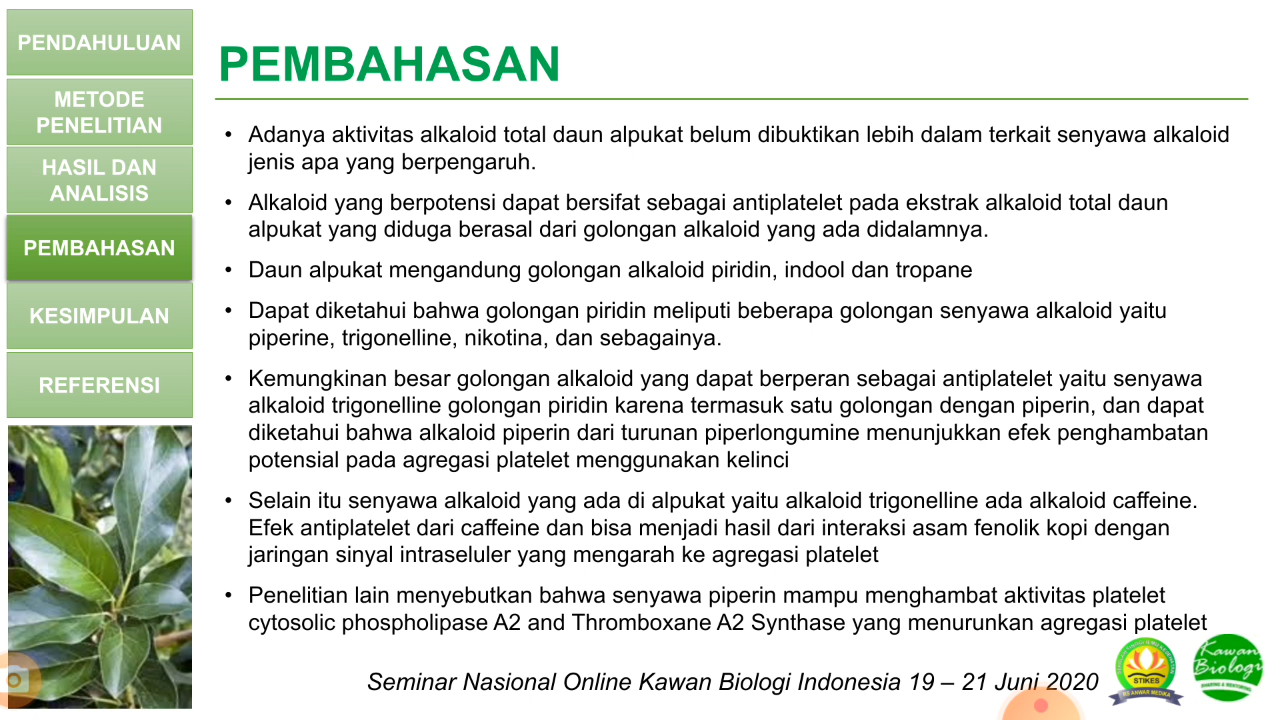 PENDAHULUAN
METODE
PENELITIAN
HASIL DAN
ANALISIS
PEMBAHASAN
KESIMPULAN
REFERENSI
PEMBAHASAN
• Adanya aktivitas alkaloid total daun alpukat belum dibuktikan lebih dalam terkait senyawa alkaloid
jenis apa yang berpengaruh.
• Alkaloid yang berpotensi dapat bersifat sebagai antiplatelet pada ekstrak alkaloid total daun
alpukat yang diduga berasal dari golongan alkaloid yang ada didalamnya.
• Daun alpukat mengandung golongan alkaloid piridin, indool dan tropane
• Dapat diketahui bahwa golongan piridin meliputi beberapa golongan senyawa alkaloid yaitu
piperine, trigonelline, nikotina, dan sebagainya.
• Kemungkinan besar golongan alkaloid yang dapat berperan sebagai antiplatelet yaitu senyawa
alkaloid trigonelline golongan piridin karena termasuk satu golongan dengan piperin, dan dapat
diketahui bahwa alkaloid piperin dari turunan piperlongumine menunjukkan efek penghambatan
potensial pada agregasi platelet menggunakan kelinci
• Selain itu senyawa alkaloid yang ada di alpukat yaitu alkaloid trigonelline ada alkaloid caffeine.
Efek antiplatelet dari caffeine dan bisa menjadi hasil dari interaksi asam fenolik kopi dengan
jaringan sinyal intraseluler yang mengarah ke agregasi platelet
• Penelitian lain menyebutkan bahwa senyawa piperin mampu menghambat aktivitas platelet
cytosolic phospholipase A2 and Thromboxane A2 Synthase yang menurunkan agregasi platelet
Seminar Nasional Online Kawan Biologi Indonesia 19 – 21 Juni 2020
STIKES
RS ANWAR MEDIKA
Kawan
Biologi